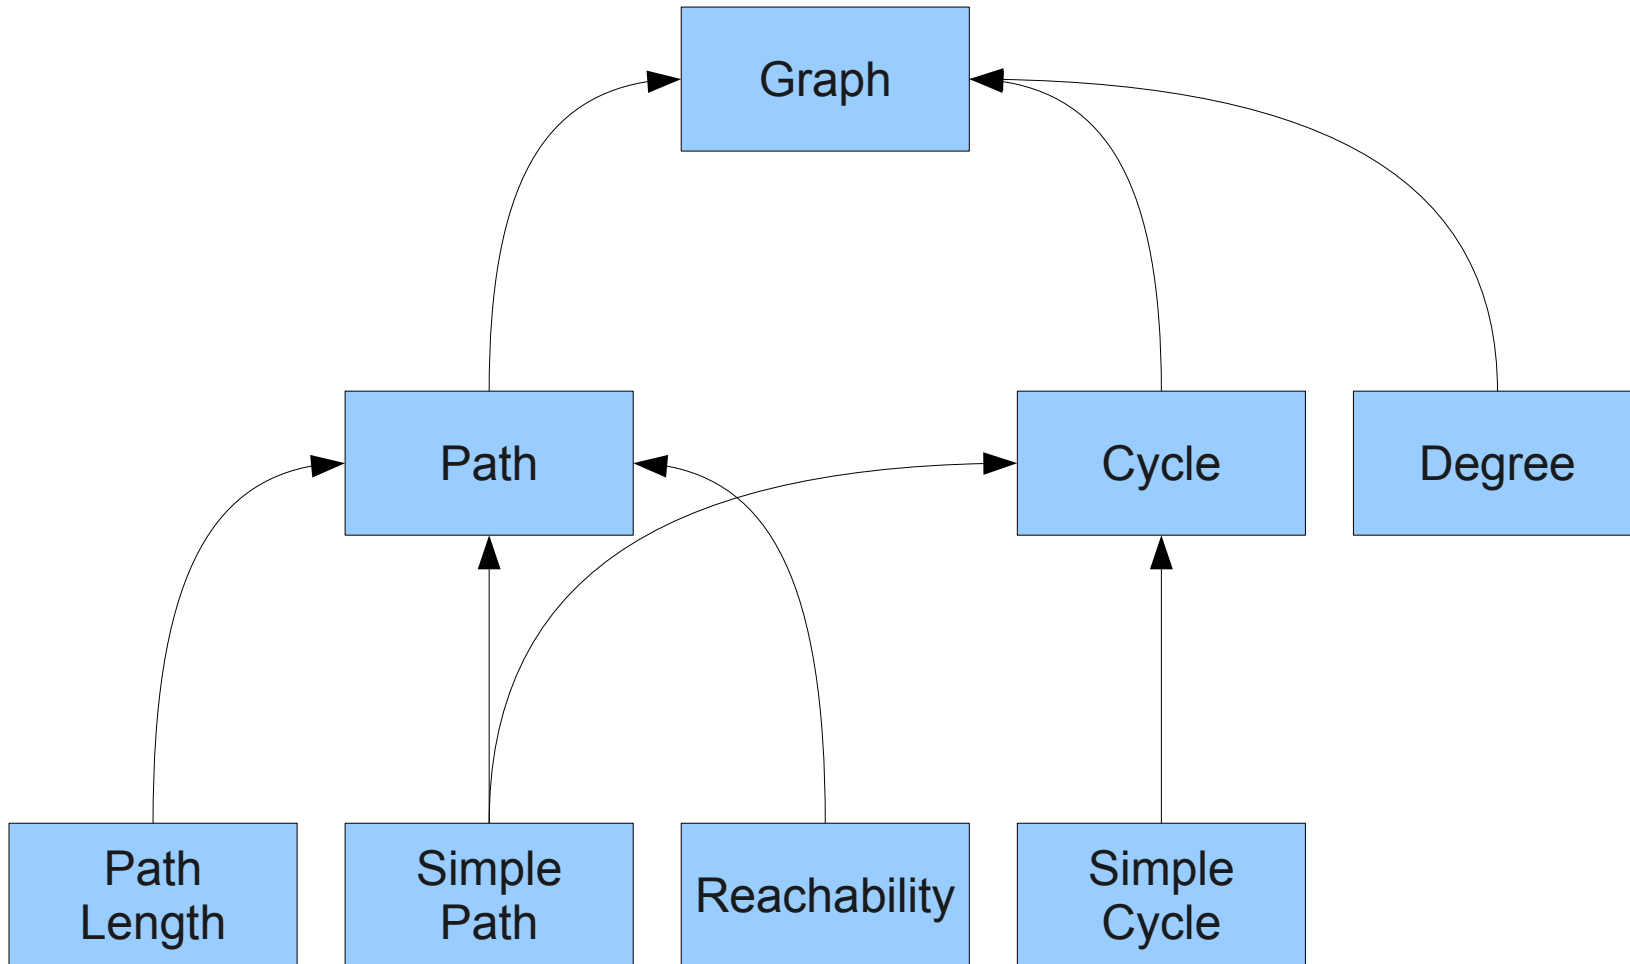 Graph
Path
Cycle
Degree
Path
Length
Simple
Path
Reachability
Simple
Cycle